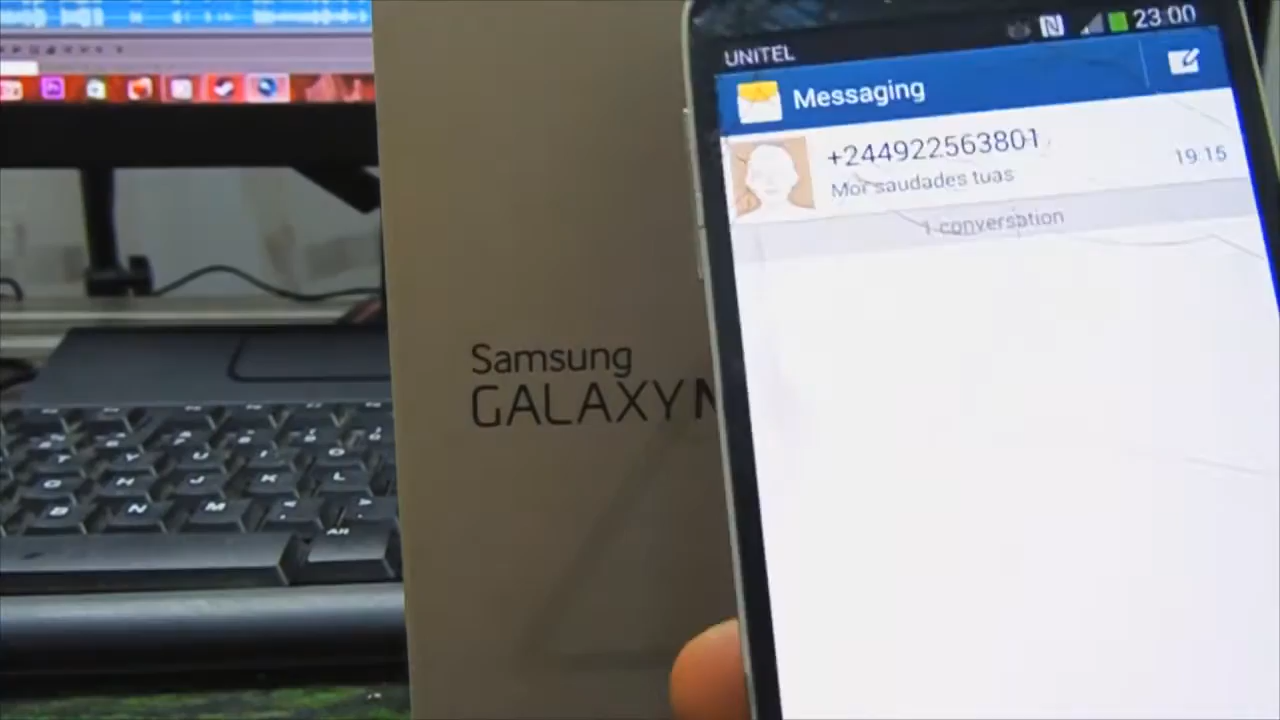 UNITEL
23:00
Messaging
+244922563801
Mor saudades tuas
19:15
1 conversation
Samsung
GALAXY
Y
U
I
O
G
H
J
K
L
B
N
M